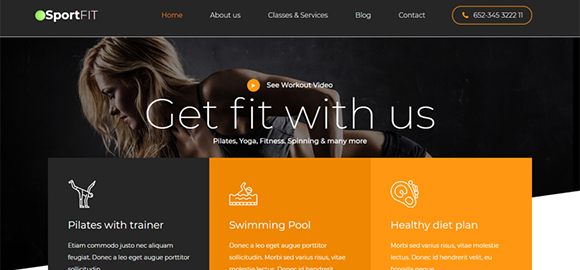 SportFIT
Home About us Classes & Services Blog Contact 652-345 3222 11
See Workout Video
Get fit with us
Pilates, Yoga, Fitness, Spinning & many more
Pilates with trainer
Etiam commodo justo nec aliquam
feugiat. Donec a leo eget augue porttitor
sollicitudin
Swimming Pool
Donec a leo eget augue porttitor
sollicitudin. Morbi sed varius risus, vitae
molestie lectus. Donec id hendrerit
Healthy diet plan
Morbi sed varius risus, vitae molestie
lectus. Donec id hendrerit velit, eu
fringilla neque